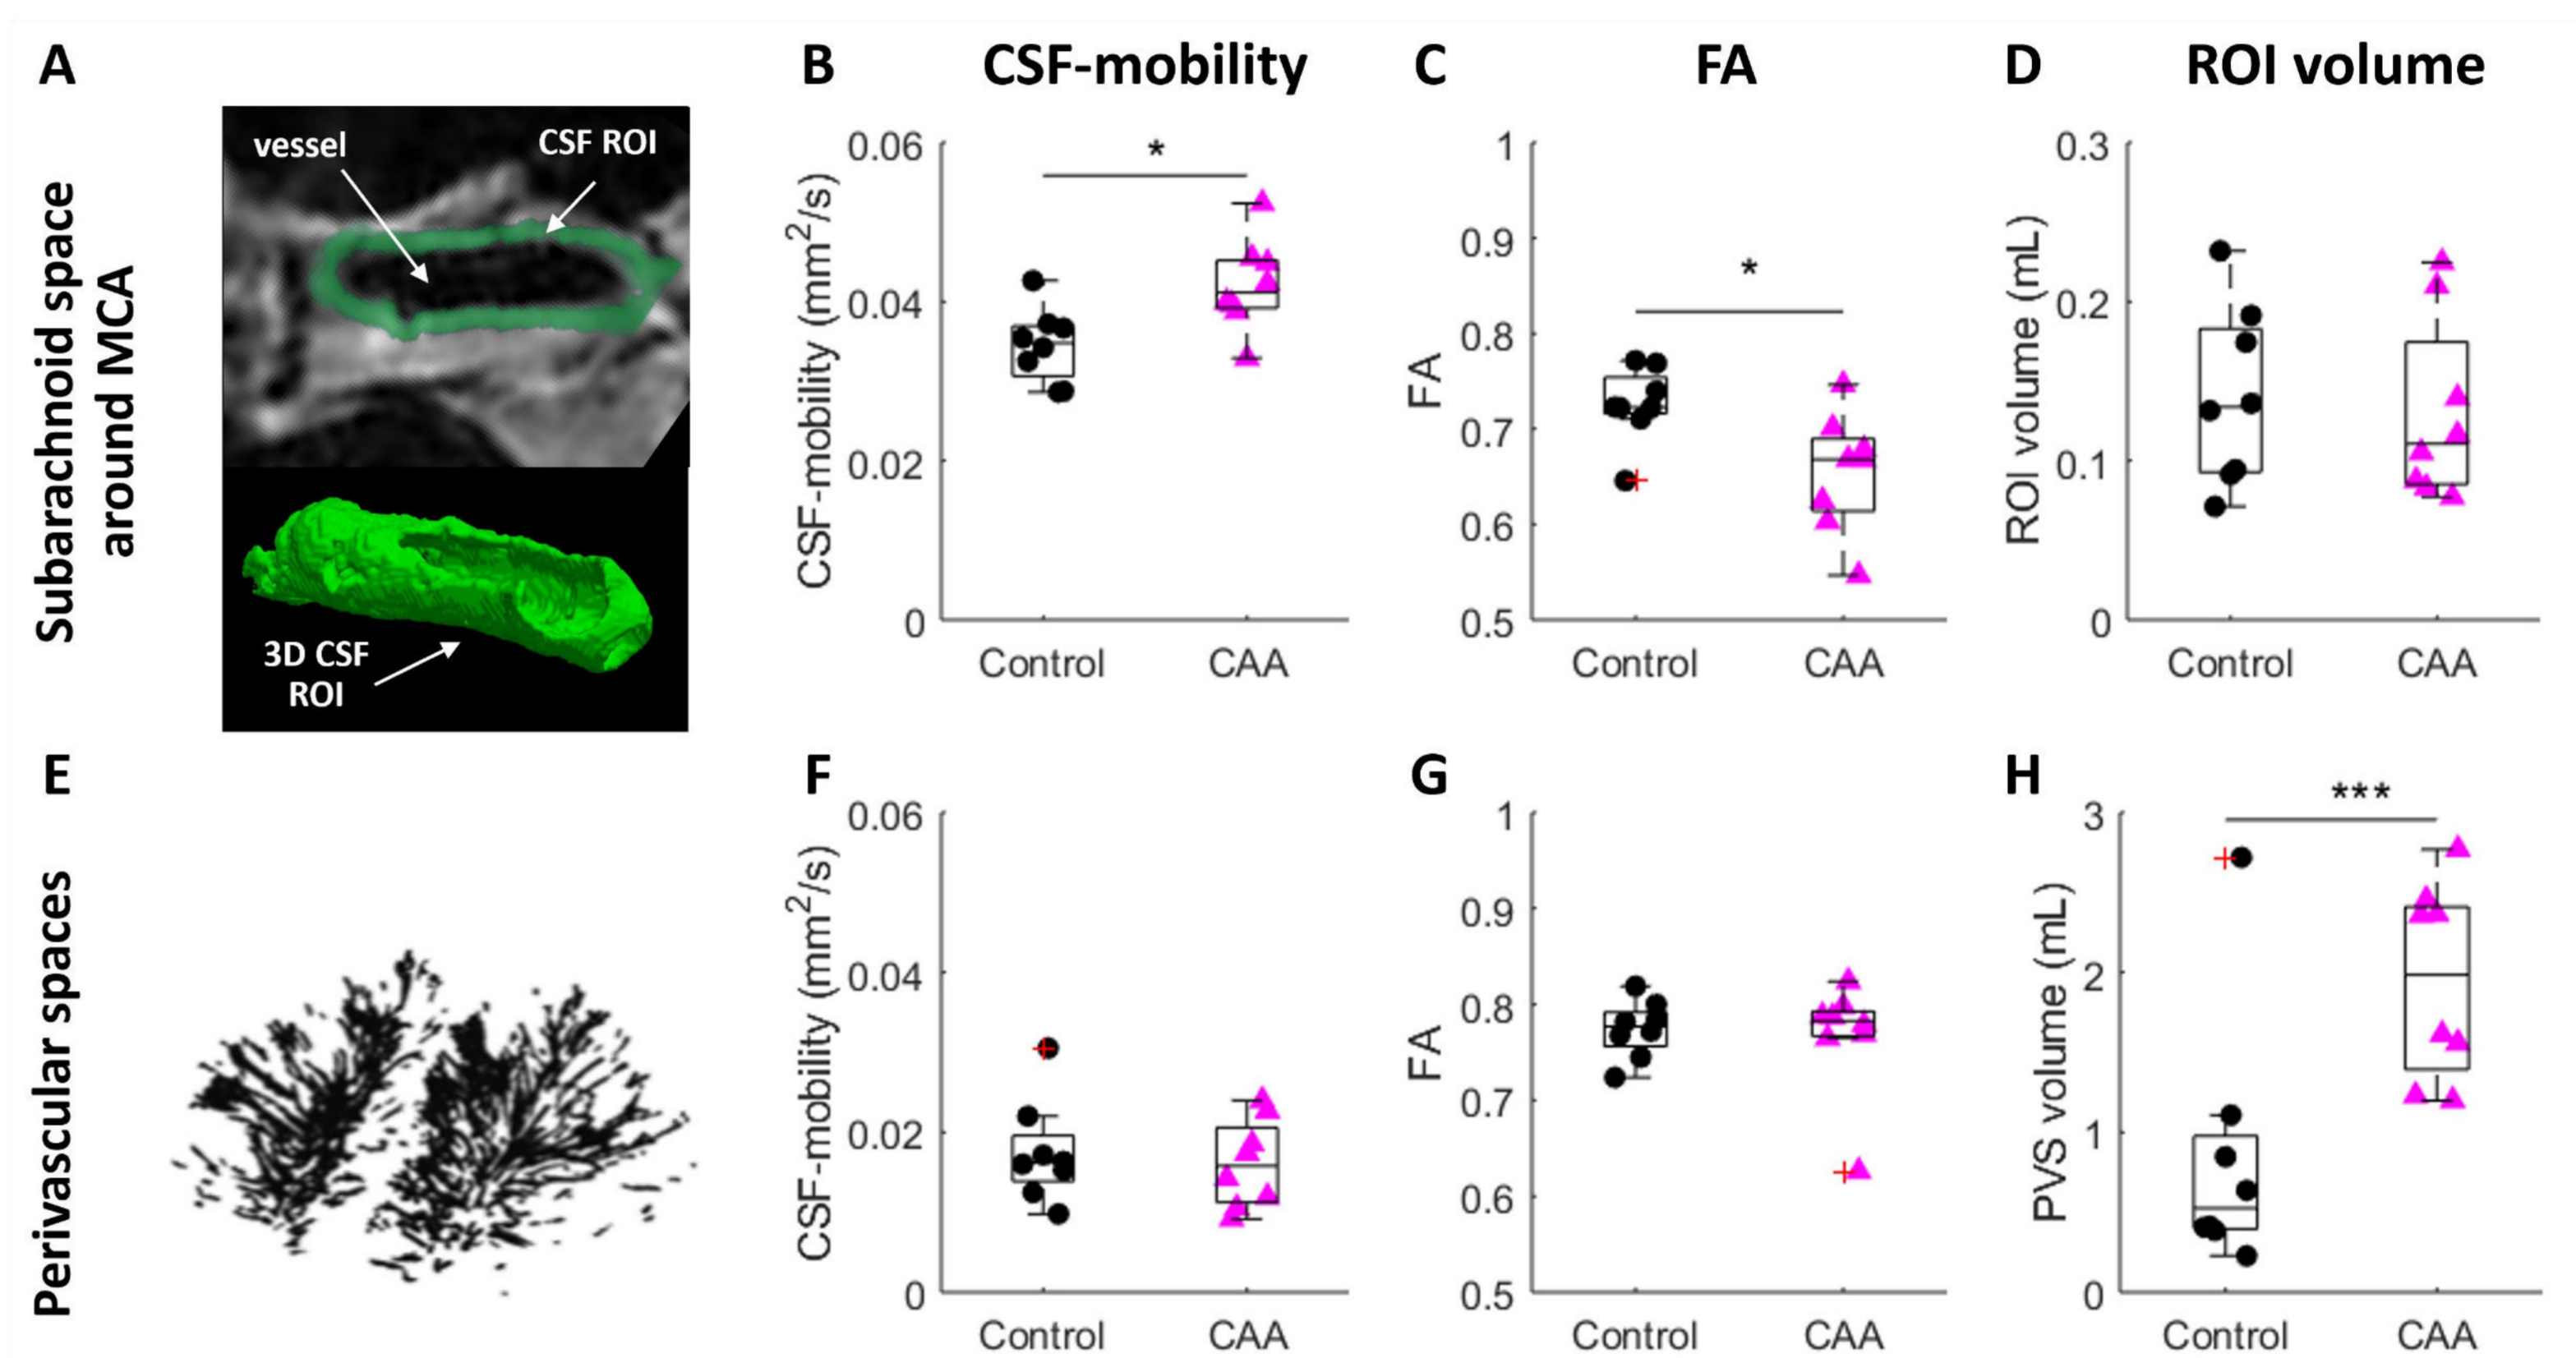 A
B
CSF-mobility
C
FA
D
ROI volume
Subarachnoid space
around MCA
vessel
CSF ROI
3D CSF
ROI
CSF-mobility (mm²/s)
0.06
0.04
0.02
0
*
Control
CAA
FA
1
0.9
0.8
0.7
0.6
0.5
*
Control
CAA
ROI volume (mL)
0.3
0.2
0.1
0
Control
CAA
E
F
G
H
Perivascular spaces
CSF-mobility (mm²/s)
0.06
0.04
0.02
0
Control
CAA
FA
1
0.9
0.8
0.7
0.6
0.5
Control
CAA
PVS volume (mL)
3
2
1
0
***
Control
CAA